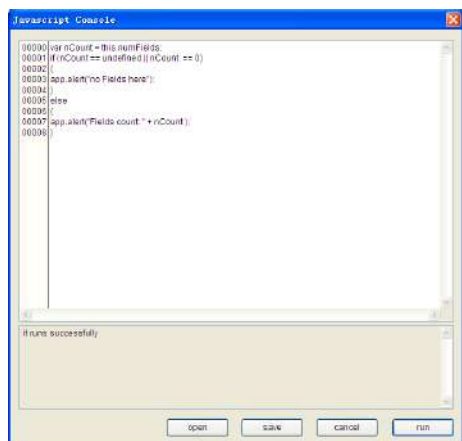 Javascript Console
00000 var nCount = this.numFields;
00001 if(nCount == undefined || nCount == 0)
00002 {
00003 app.alert("no Fields here");
00004 }
00005 else
00006 {
00007 app.alert("Fields count:" + nCount);
00008 }
it runs successfully
open save cancel run